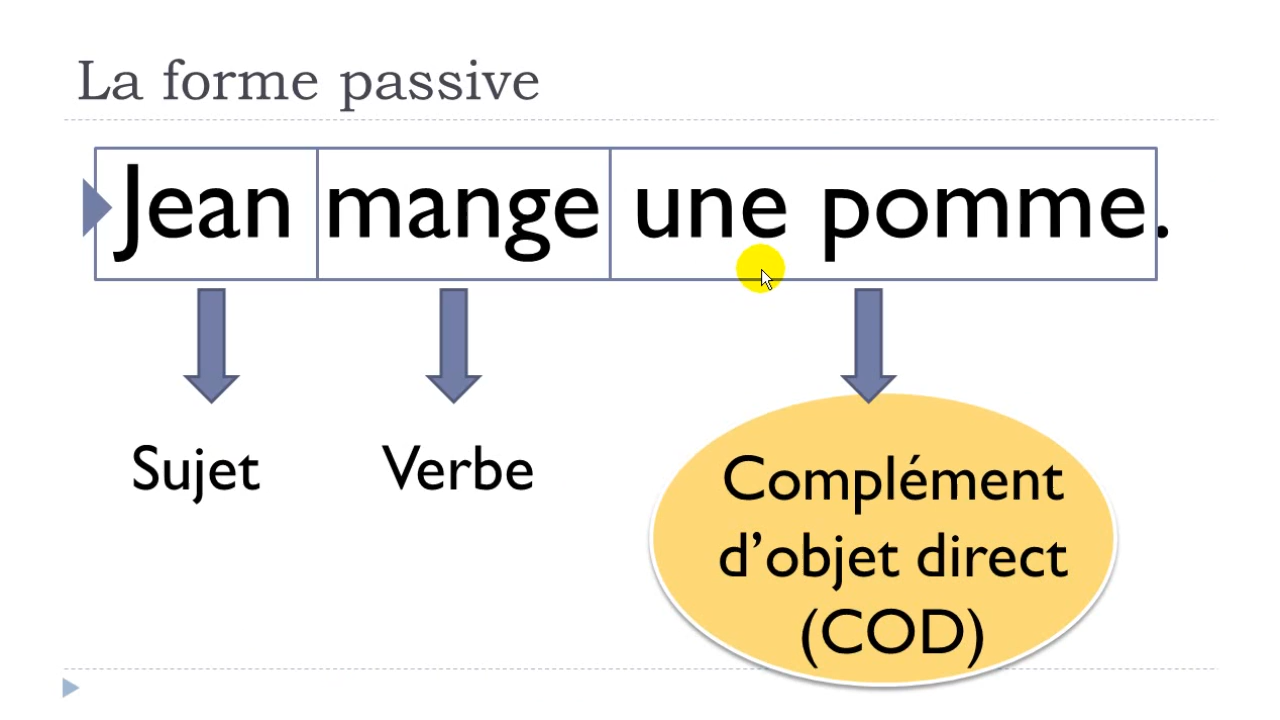 La forme passive
Jean mange une pomme.
Sujet
Verbe
Complément
d’objet direct
(COD)